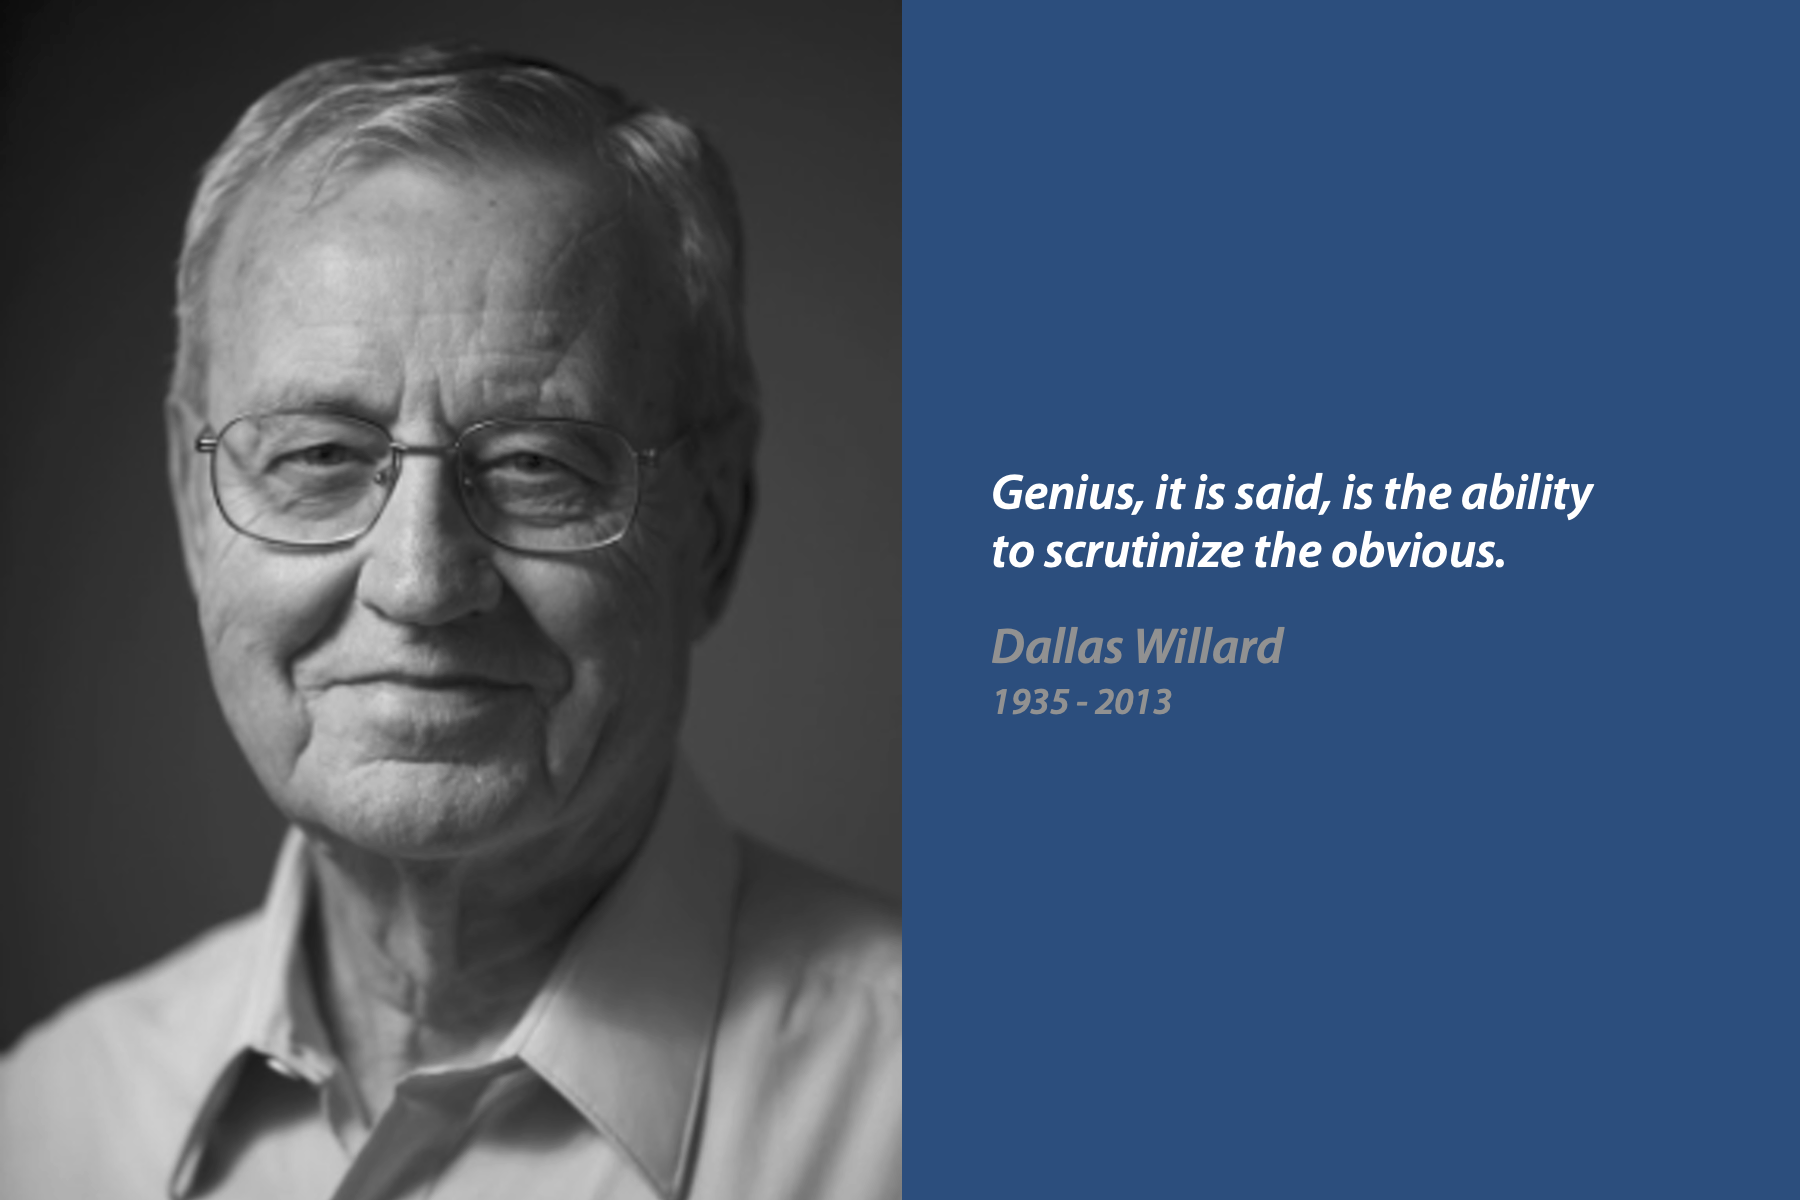 Genius, it is said, is the ability
to scrutinize the obvious.
Dallas Willard
1935 - 2013